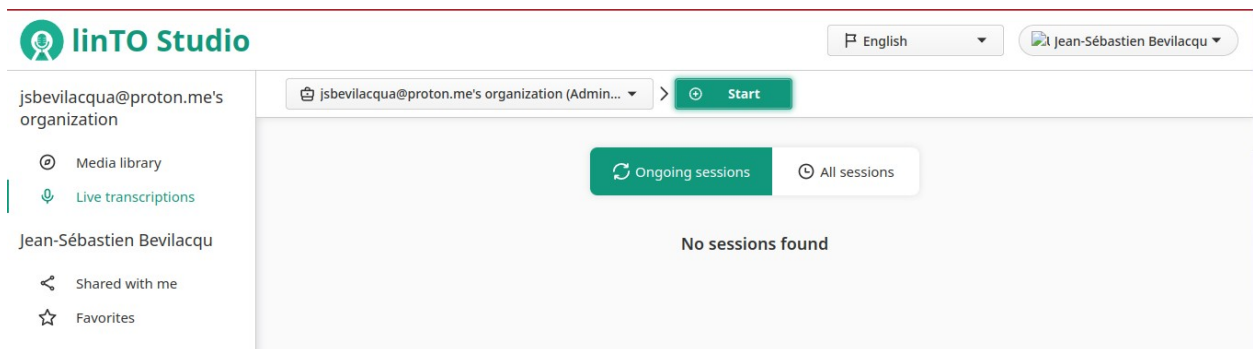 linTO Studio
English
Jean-Sébastien Bevilacqu
jsbevilacqua@proton.me's
organization
jsbevilacqua@proton.me's organization (Admin...
Start
Media library
Live transcriptions
Ongoing sessions
All sessions
Jean-Sébastien Bevilacqu
No sessions found
Shared with me
Favorites